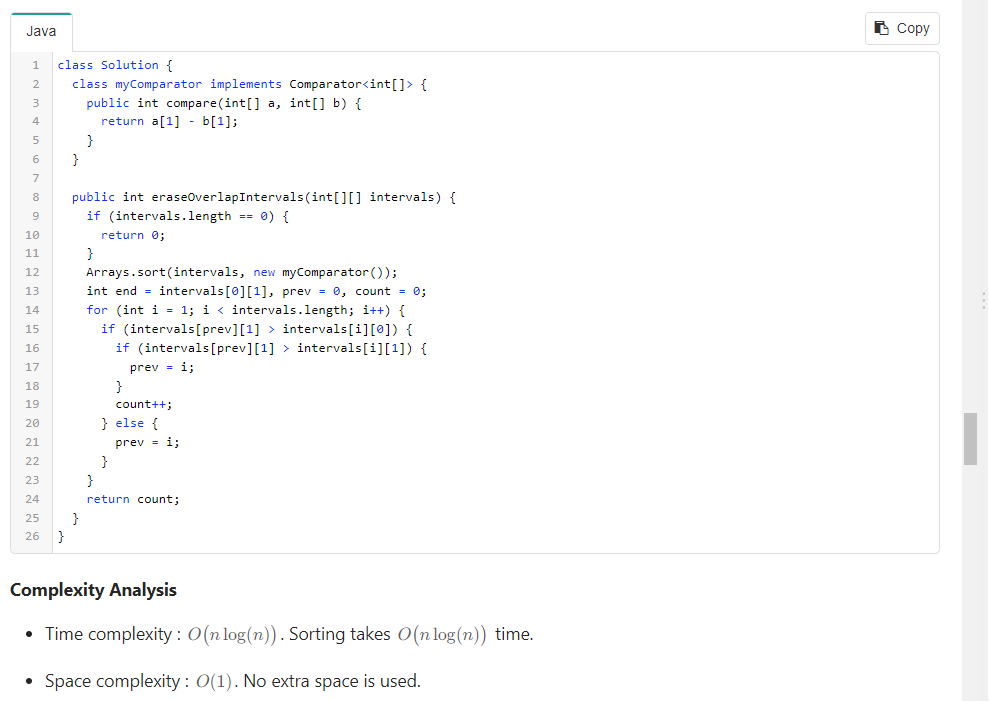 Java
Copy
1 class Solution {
2   class myComparator implements Comparator<int[]> {
3     public int compare(int[] a, int[] b) {
4       return a[1] - b[1];
5     }
6   }
7
8   public int eraseOverlapIntervals(int[][] intervals) {
9     if (intervals.length == 0) {
10       return 0;
11     }
12     Arrays.sort(intervals, new myComparator());
13     int end = intervals[0][1], prev = 0, count = 0;
14     for (int i = 1; i < intervals.length; i++) {
15       if (intervals[prev][1] > intervals[i][0]) {
16         if (intervals[prev][1] > intervals[i][1]) {
17           prev = i;
18         }
19         count++;
20       } else {
21         prev = i;
22       }
23     }
24     return count;
25   }
26 }
Complexity Analysis
• Time complexity : O(n log(n)). Sorting takes O(n log(n)) time.
• Space complexity : O(1). No extra space is used.